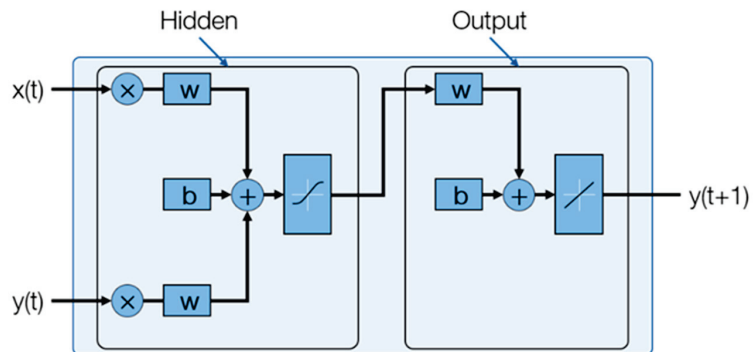 Hidden
Output
x(t)
×
w
w
b
+
b
+
y(t+1)
y(t)
×
w